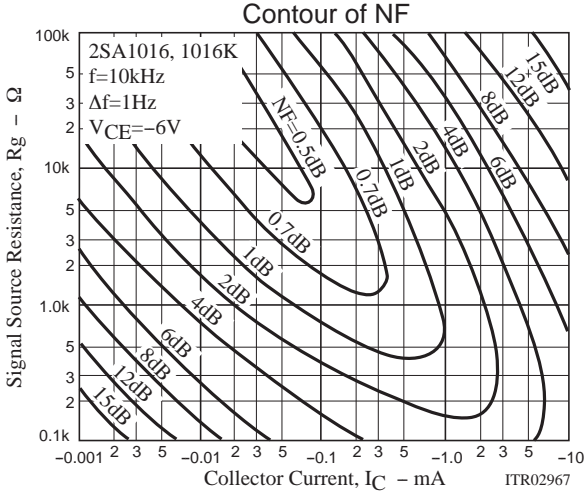 Contour of NF
2SA1016, 1016K
f=10kHz
Δf=1Hz
VCE=−6V
Signal Source Resistance, Rg − Ω
100k
5
3
2
10k
5
3
2
1.0k
5
3
2
0.1k
NF=0.5dB
0.7dB
0.7dB
1dB
1dB
2dB
2dB
4dB
4dB
6dB
6dB
8dB
8dB
12dB
12dB
15dB
15dB
−0.001 2 3 5 −0.01 2 3 5 −0.1 2 3 5 −1.0 2 3 5 −10
Collector Current, IC − mA
ITR02967